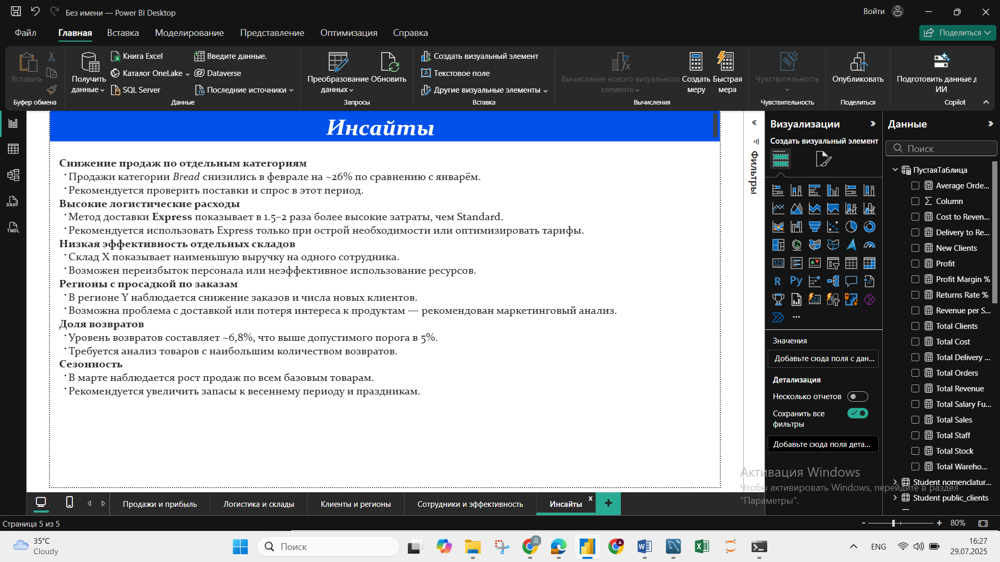 Без имени — Power BI Desktop
Войти
Файл
Главная
Вставка
Моделирование
Представление
Оптимизация
Справка
Поделиться
Вставить
Буфер обмена
Получить данные
Книга Excel
Каталог OneLake
SQL Server
Введите данные.
Dataverse
Последние источники
Данные
Преобразование данных
Обновить
Запросы
Создать визуальный элемент
Текстовое поле
Другие визуальные элементы
Вставка
Вычисление нового визуального элемента
Создать меру
Быстрая мера
Вычисления
Чувствительность
Чувствительность
Опубликовать
Поделиться
Подготовить данные д
ИИ
Copilot
DAX
TMDL
Инсайты
Снижение продаж по отдельным категориям
· Продажи категории Bread снизились в феврале на ~26% по сравнению с январём.
· Рекомендуется проверить поставки и спрос в этот период.
Высокие логистические расходы
· Метод доставки Express показывает в 1.5–2 раза более высокие затраты, чем Standard.
· Рекомендуется использовать Express только при острой необходимости или оптимизировать тарифы.
Низкая эффективность отдельных складов
· Склад X показывает наименьшую выручку на одного сотрудника.
· Возможен переизбыток персонала или неэффективное использование ресурсов.
Регионы с просадкой по заказам
· В регионе Y наблюдается снижение заказов и числа новых клиентов.
· Возможна проблема с доставкой или потеря интереса к продуктам — рекомендован маркетинговый анализ.
Доля возвратов
· Уровень возвратов составляет ~6,8%, что выше допустимого порога в 5%.
· Требуется анализ товаров с наибольшим количеством возвратов.
Сезонность
· В марте наблюдается рост продаж по всем базовым товарам.
· Рекомендуется увеличить запасы к весеннему периоду и праздникам.
Фильтры
Визуализации
Создать визуальный элемент
R
Py
123
123
Значения
Добавьте сюда поля с дан...
Детализация
Несколько отчетов
Сохранить все фильтры
Добавьте сюда поля дета...
Данные
Поиск
ПустаяТаблица
Average Orde...
Column
Cost to Reven...
Delivery to Re...
New Clients
Profit
Profit Margin %
Returns Rate %
Revenue per S...
Total Clients
Total Cost
Total Delivery ...
Total Orders
Total Revenue
Total Salary Fu...
Total Sales
Total Staff
Total Stock
Total Wareho...
Student nomenclatur...
Student public_clients
Активация Windows
Чтобы активировать Windows, перейдите в раздел
"Параметры".
Продажи и прибыль
Логистика и склады
Клиенты и регионы
Сотрудники и эффективность
Инсайты
x
+
Страница 5 из 5
- + 80%
35°C
Cloudy
Поиск
Д
ENG
16:27
29.07.2025